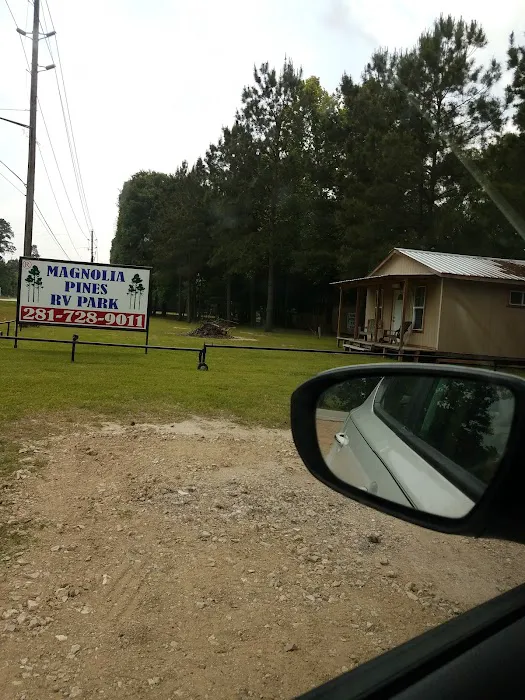 MAGNOLIA
PINES
RV PARK
281-728-9011